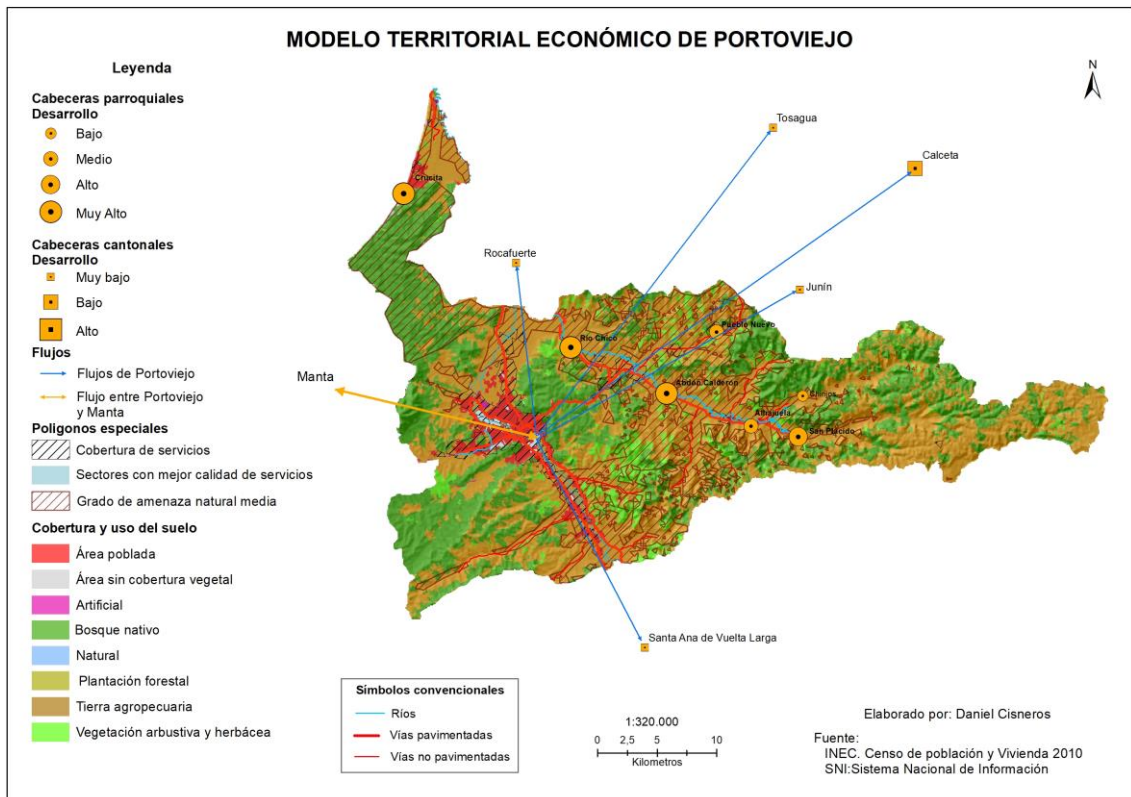 MODELO TERRITORIAL ECONÓMICO DE PORTOVIEJO
Leyenda
Cabeceras parroquiales
Desarrollo
Bajo
Medio
Alto
Muy Alto
Cabeceras cantonales
Desarrollo
Muy bajo
Bajo
Alto
Flujos
Flujos de Portoviejo
Flujo entre Portoviejo
y Manta
Poligonos especiales
Cobertura de servicios
Sectores con mejor calidad de servicios
Grado de amenaza natural media
Cobertura y uso del suelo
Área poblada
Área sin cobertura vegetal
Artificial
Bosque nativo
Natural
Plantación forestal
Tierra agropecuaria
Vegetación arbustiva y herbácea
N
Tosagua
Calceta
Crucita
Rocafuerte
Junín
Pueblo Nuevo
Río Chico
Manta
Abdón Calderón
Alhajuela
San Plácido
Santa Ana de Vuelta Larga
Símbolos convencionales
Ríos
Vías pavimentadas
Vías no pavimentadas
1:320.000
0 2,5 5 10
Kilometros
Elaborado por: Daniel Cisneros
Fuente:
INEC. Censo de población y Vivienda 2010
SNI:Sistema Nacional de Información